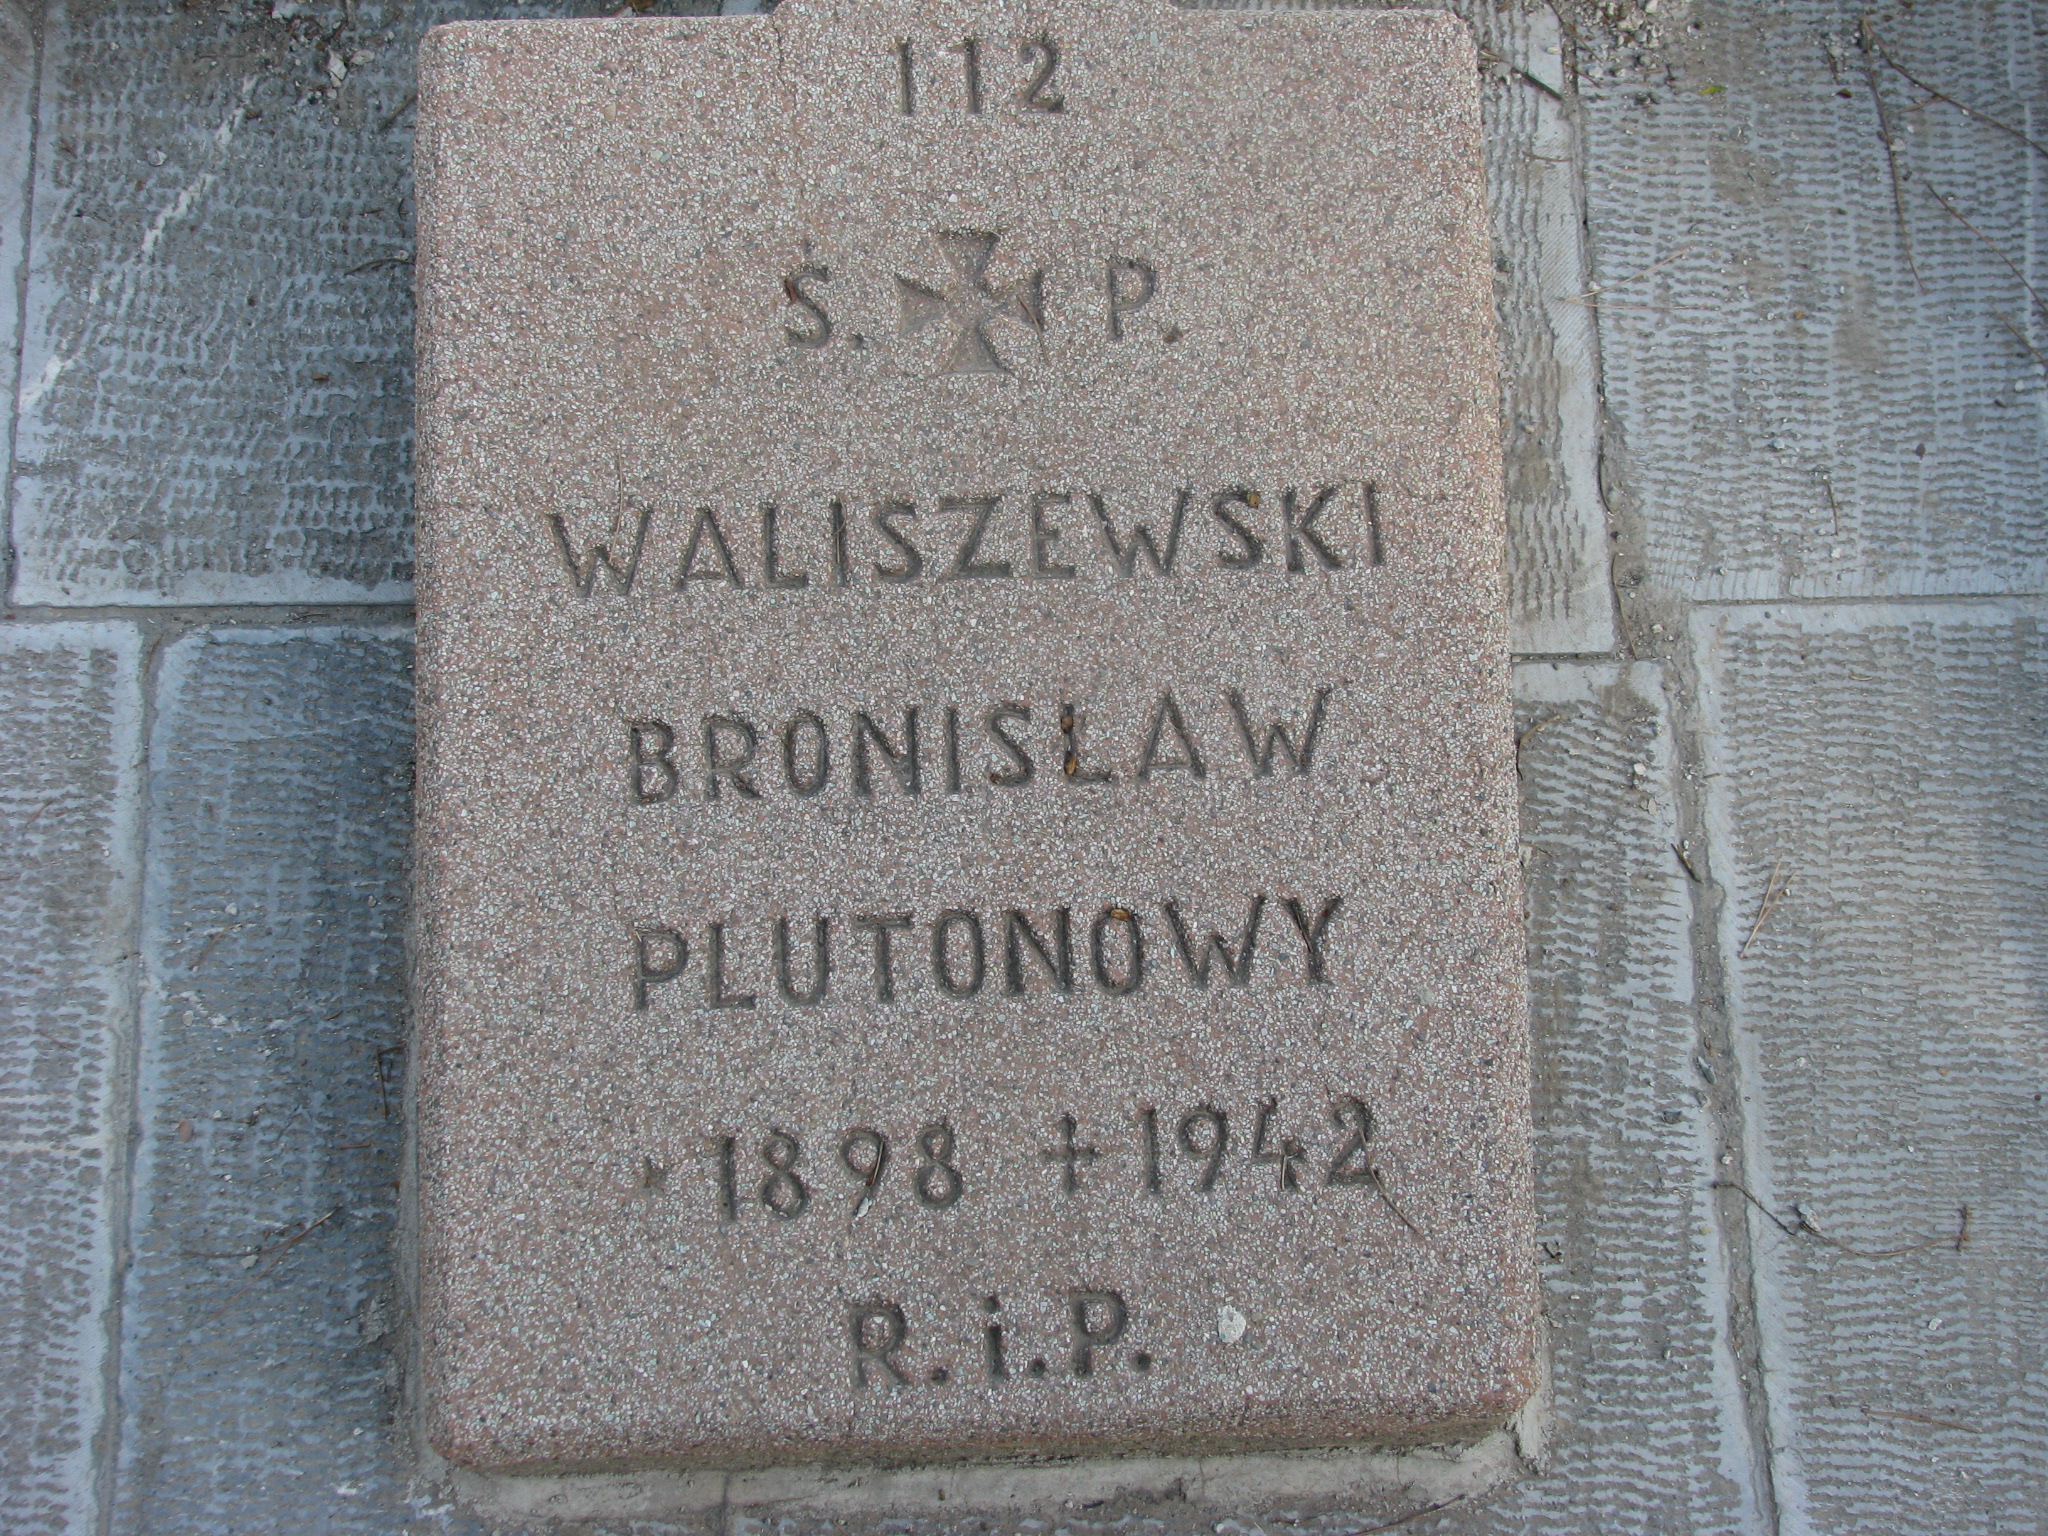 112
Ś. P.
WALISZEWSKI
BRONISŁAW
PLUTONOWY
* 1898 +1942
R.i.P.